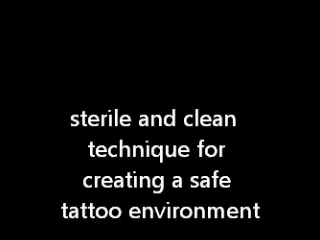 sterile and clean
technique for
creating a safe
tattoo environment